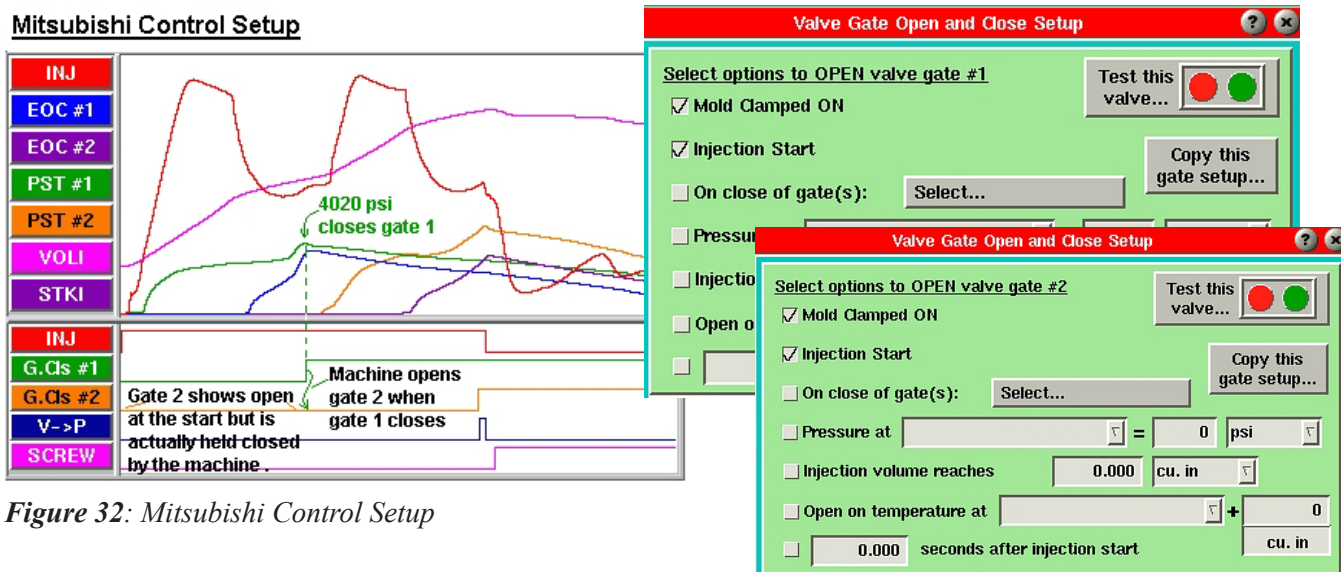 Mitsubishi Control Setup
INJ
EOC #1
EOC #2
PST #1
PST #2
VOLI
STKI
4020 psi
closes gate 1
INJ
G.Cls #1
G.Cls #2
V->P
SCREW
Gate 2 shows open
at the start but is
actually held closed
by the machine .
Machine opens
gate 2 when
gate 1 closes
Figure 32: Mitsubishi Control Setup
Valve Gate Open and Close Setup
? x
Select options to OPEN valve gate #1
Test this
valve...
Mold Clamped ON
Injection Start
Copy this
gate setup...
On close of gate(s):
Select...
Pressu
Injectio
Open o
Valve Gate Open and Close Setup
? x
Select options to OPEN valve gate #2
Test this
valve...
Mold Clamped ON
Injection Start
Copy this
gate setup...
On close of gate(s):
Select...
Pressure at = 0 psi
Injection volume reaches 0.000 cu. in
Open on temperature at + 0
cu. in
0.000 seconds after injection start